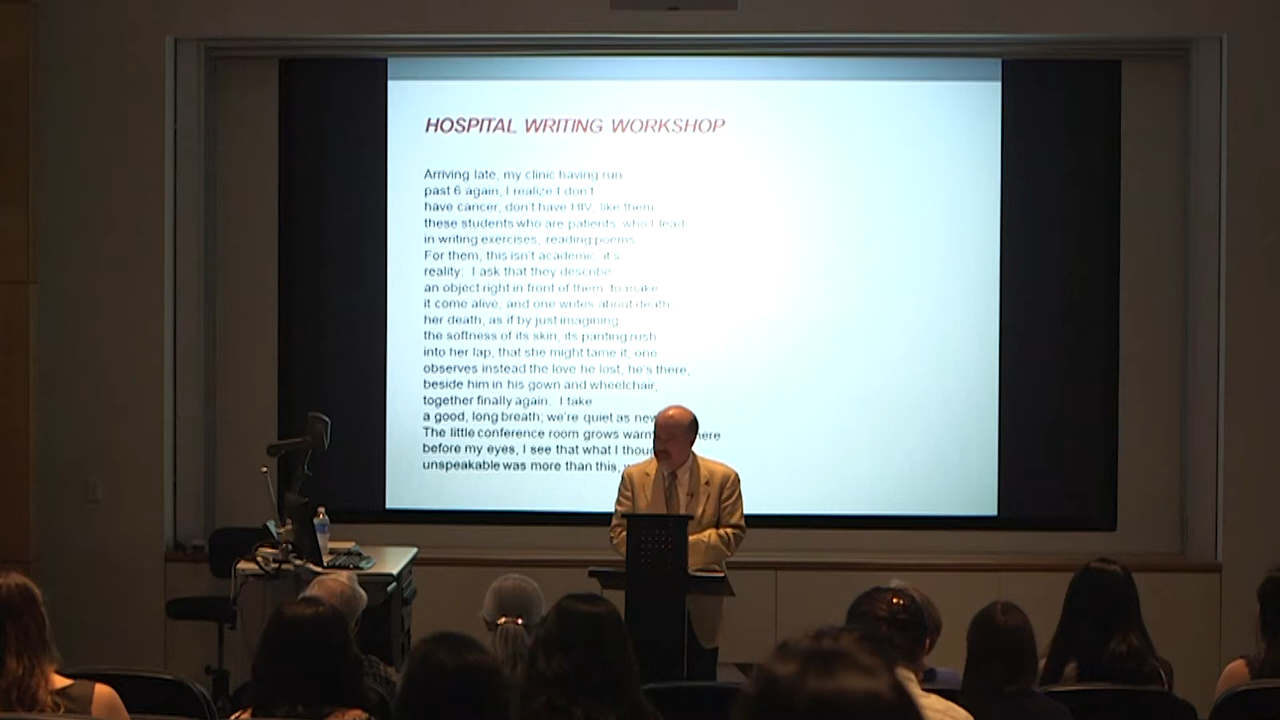 HOSPITAL WRITING WORKSHOP
Arriving late, my clinic having run
past 6 again, I realize I don't
have cancer, don't have HIV, like them
these students who are patients, who I lead
in writing exercises, reading poems.
For them, this isn't academic, it's
reality. I ask that they describe
an object right in front of them, to make
it come alive, and one writes about death
her death, as if by just imagining
the softness of its skin, its panting rush
into her lap, that she might tame it, one
observes instead the love he lost, he's there,
beside him in his gown and wheelchair,
together finally again. I take
a good, long breath; we're quiet as
The little conference room grows
before my eyes, I see that what I
unspeakable was more than this,